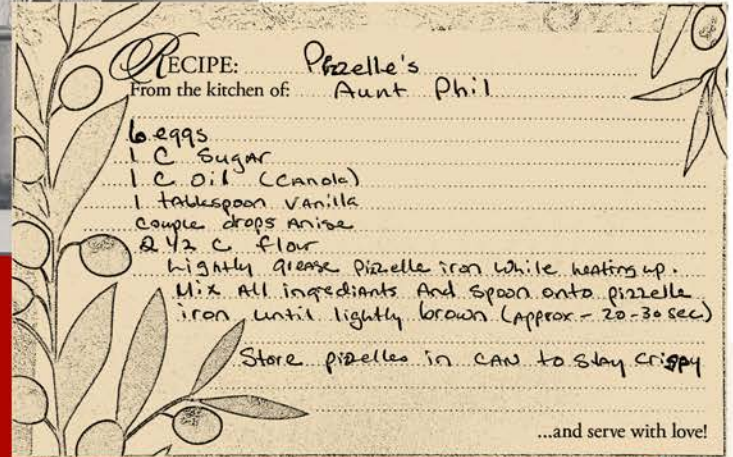 RECIPE: Pizzelle's
From the kitchen of: Aunt Phil
6 eggs
1 C Sugar
1 C Oil (Canola)
1 tablespoon Vanilla
Couple drops Anise
2 1/2 C. flour
Lightly grease pizzelle iron while heating up.
Mix All ingrediants And spoon onto pizzelle
iron until lightly brown (Approx - 20-30 sec)
Store pizelles in CAN to stay crispy
...and serve with love!